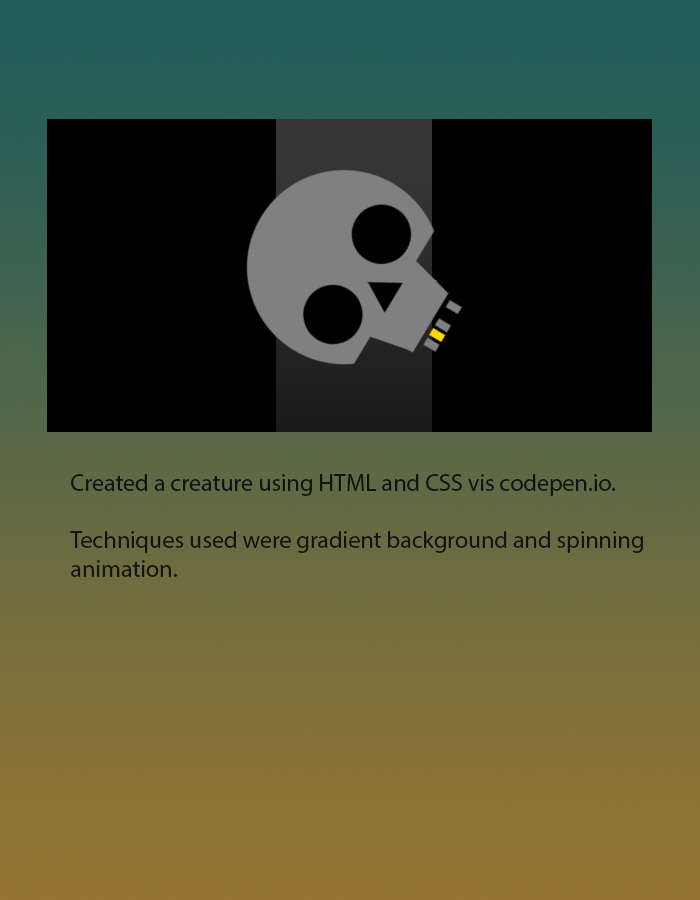 Created a creature using HTML and CSS vis codepen.io.
Techniques used were gradient background and spinning
animation.